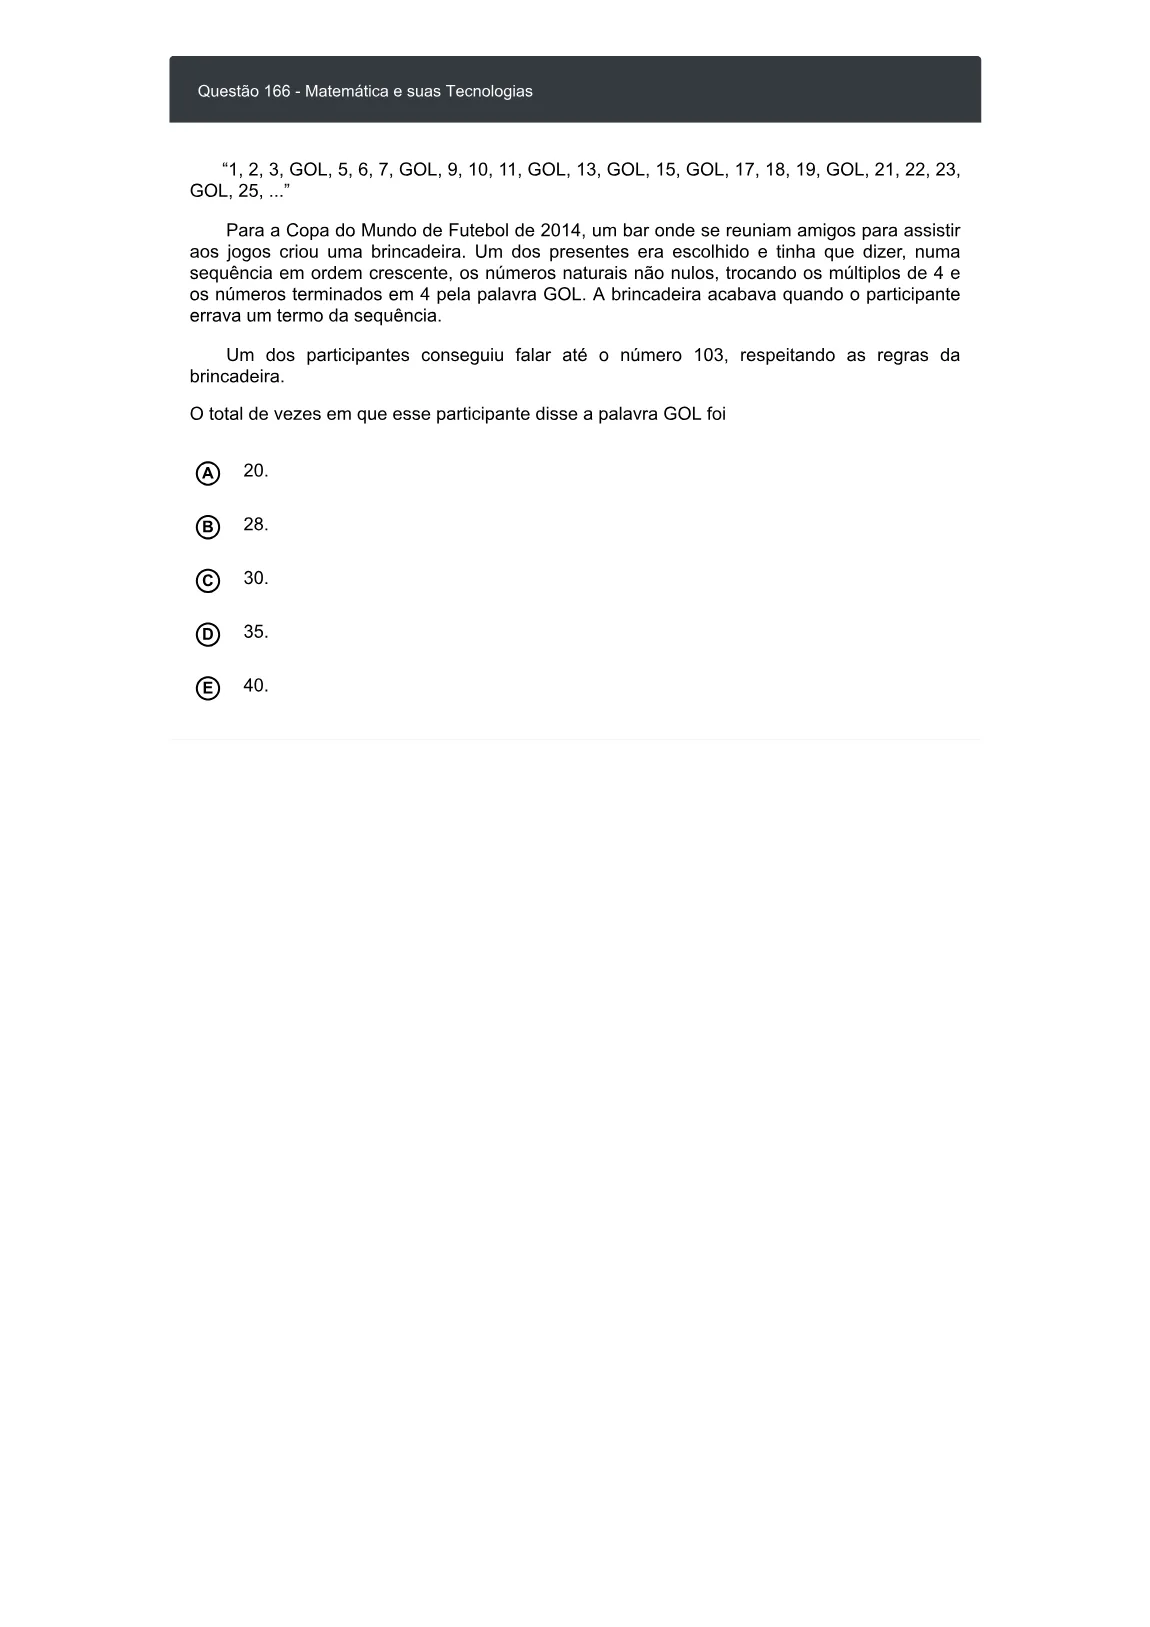 Questão 166 - Matemática e suas Tecnologias
“1, 2, 3, GOL, 5, 6, 7, GOL, 9, 10, 11, GOL, 13, GOL, 15, GOL, 17, 18, 19, GOL, 21, 22, 23,
GOL, 25, ...”
Para a Copa do Mundo de Futebol de 2014, um bar onde se reuniam amigos para assistir
aos jogos criou uma brincadeira. Um dos presentes era escolhido e tinha que dizer, numa
sequência em ordem crescente, os números naturais não nulos, trocando os múltiplos de 4 e
os números terminados em 4 pela palavra GOL. A brincadeira acabava quando o participante
errava um termo da sequência.
Um dos participantes conseguiu falar até o número 103, respeitando as regras da
brincadeira.
O total de vezes em que esse participante disse a palavra GOL foi
A 20.
B 28.
C 30.
D 35.
E 40.